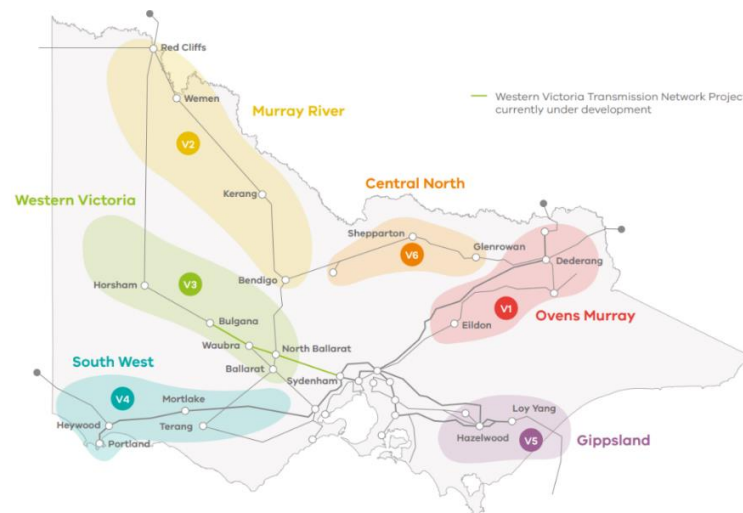 Red Cliffs
Wemen
Murray River
Western Victoria Transmission Network Projec
currently under development
V2
Kerang
Central North
Western Victoria
Shepparton
Glenrowan
V6
Dederang
V3
Horsham
Bendigo
V1
Ovens Murray
Bulgana
Eildon
Waubra
North Ballarat
South West
Ballarat
Sydenham
V4
Mortlake
Loy Yang
Heywood
Terang
Hazelwood
V5
Gippsland
Portland